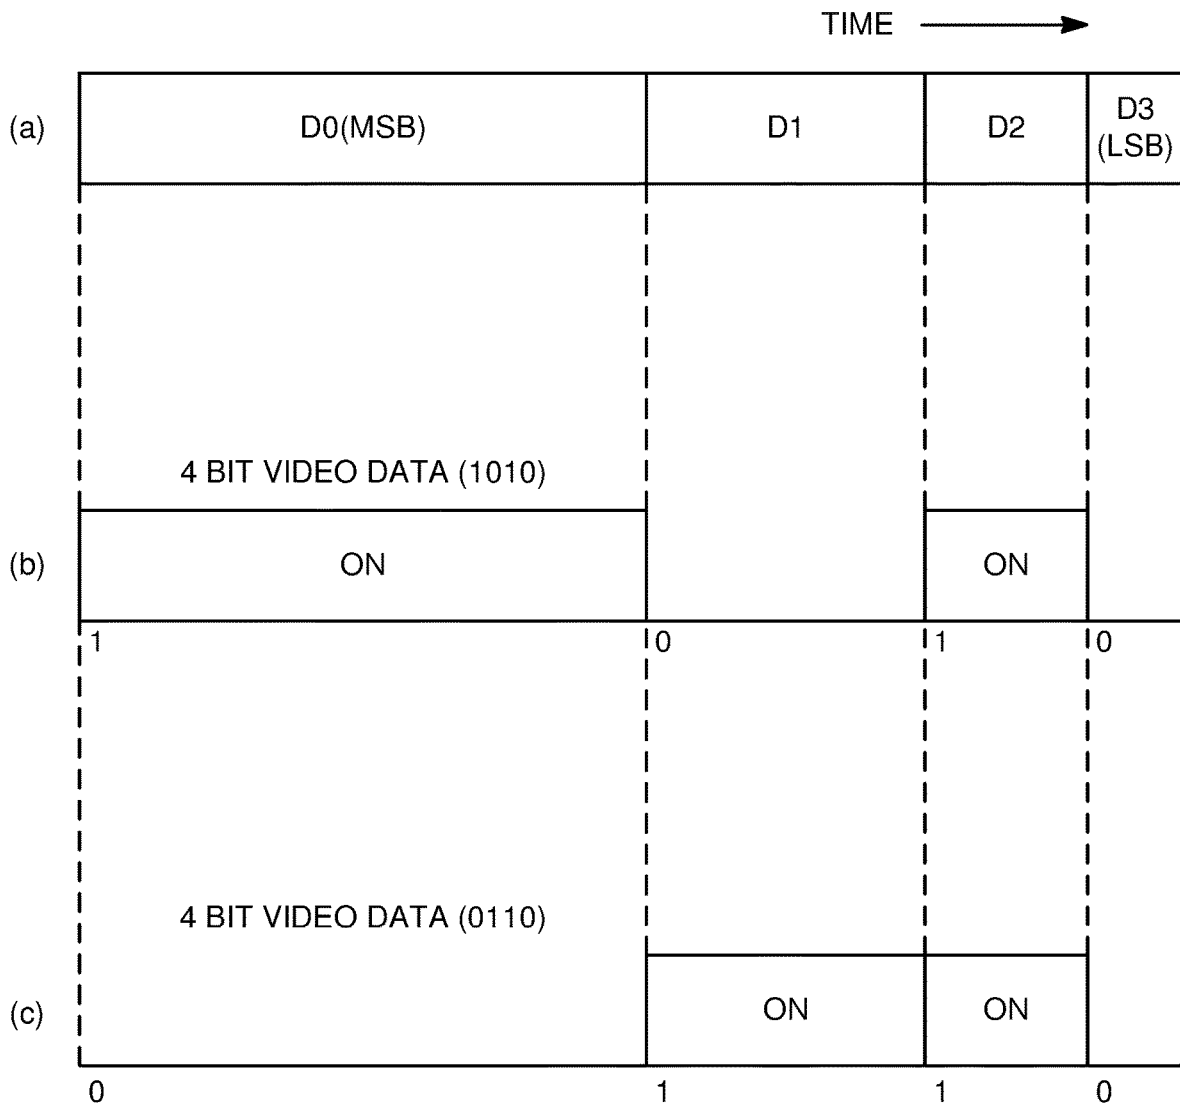 TIME
(a)
D0(MSB)
D1
D2
D3
(LSB)
4 BIT VIDEO DATA (1010)
(b)
ON
ON
1
0
1
0
4 BIT VIDEO DATA (0110)
(c)
ON
ON
0
1
1
0